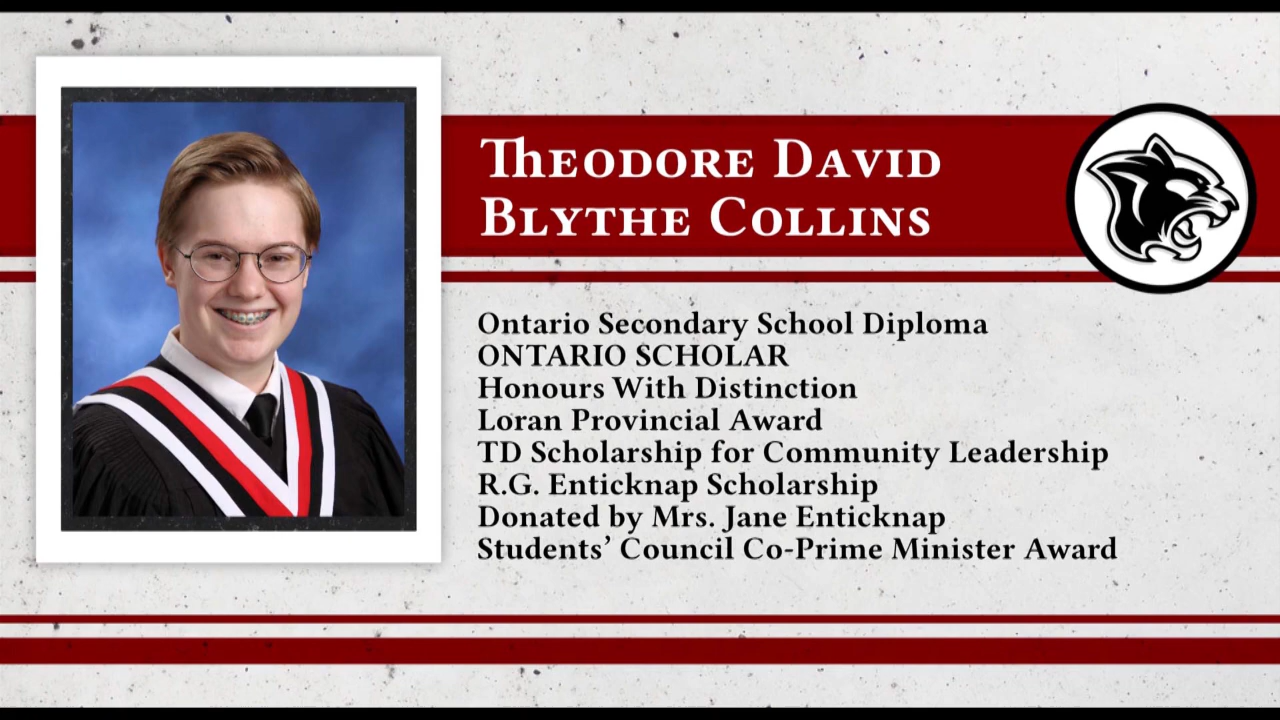 Theodore David
Blythe Collins
Ontario Secondary School Diploma
ONTARIO SCHOLAR
Honours With Distinction
Loran Provincial Award
TD Scholarship for Community Leadership
R.G. Enticknap Scholarship
Donated by Mrs. Jane Enticknap
Students’ Council Co-Prime Minister Award